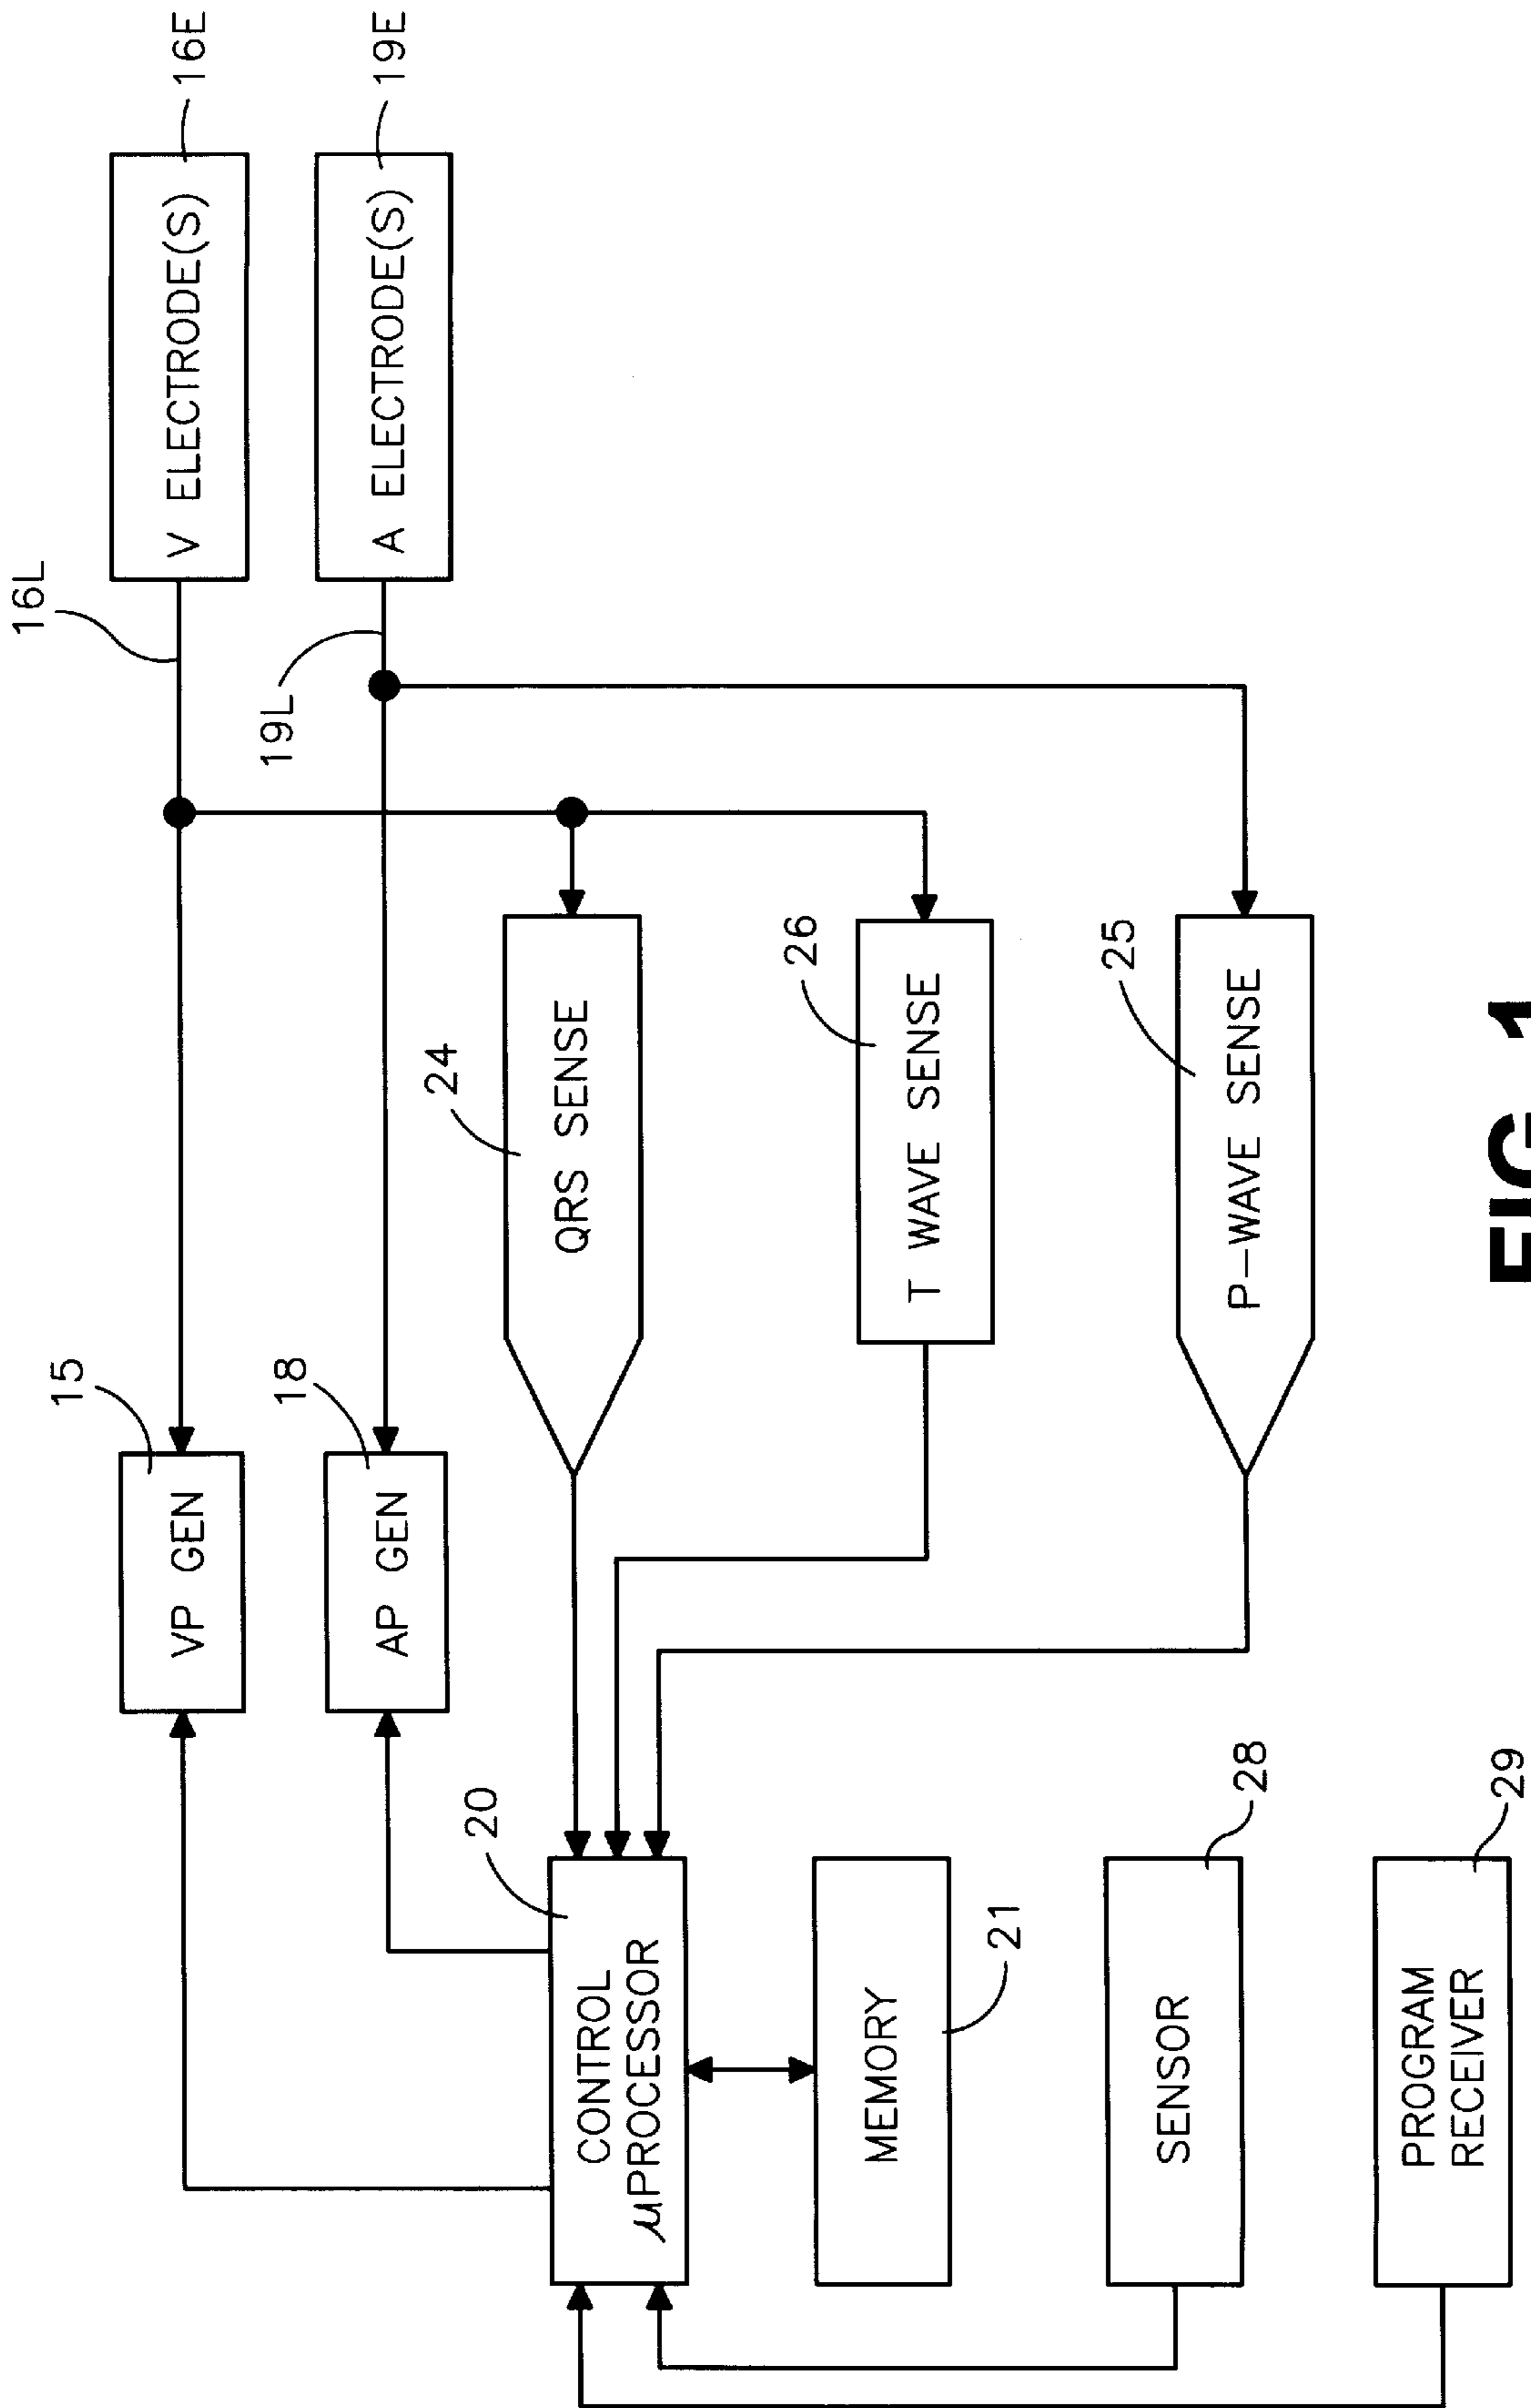 16L
V ELECTRODE(S)
16E
19L
A ELECTRODE(S)
19E
15
VP GEN
18
AP GEN
20
CONTROL
μPROCESSOR
24
QRS SENSE
21
MEMORY
26
T WAVE SENSE
28
SENSOR
25
P-WAVE SENSE
29
PROGRAM
RECEIVER
FIG. 1